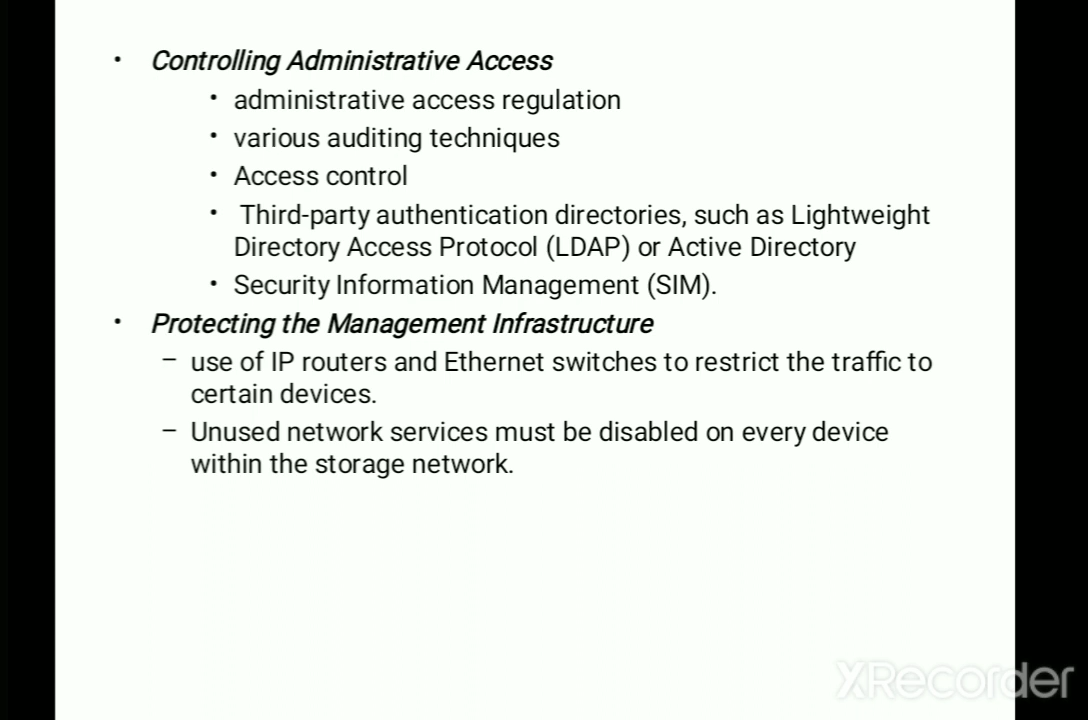 • Controlling Administrative Access
• administrative access regulation
• various auditing techniques
• Access control
• Third-party authentication directories, such as Lightweight
Directory Access Protocol (LDAP) or Active Directory
• Security Information Management (SIM).
• Protecting the Management Infrastructure
– use of IP routers and Ethernet switches to restrict the traffic to
certain devices.
– Unused network services must be disabled on every device
within the storage network.
XRecorder